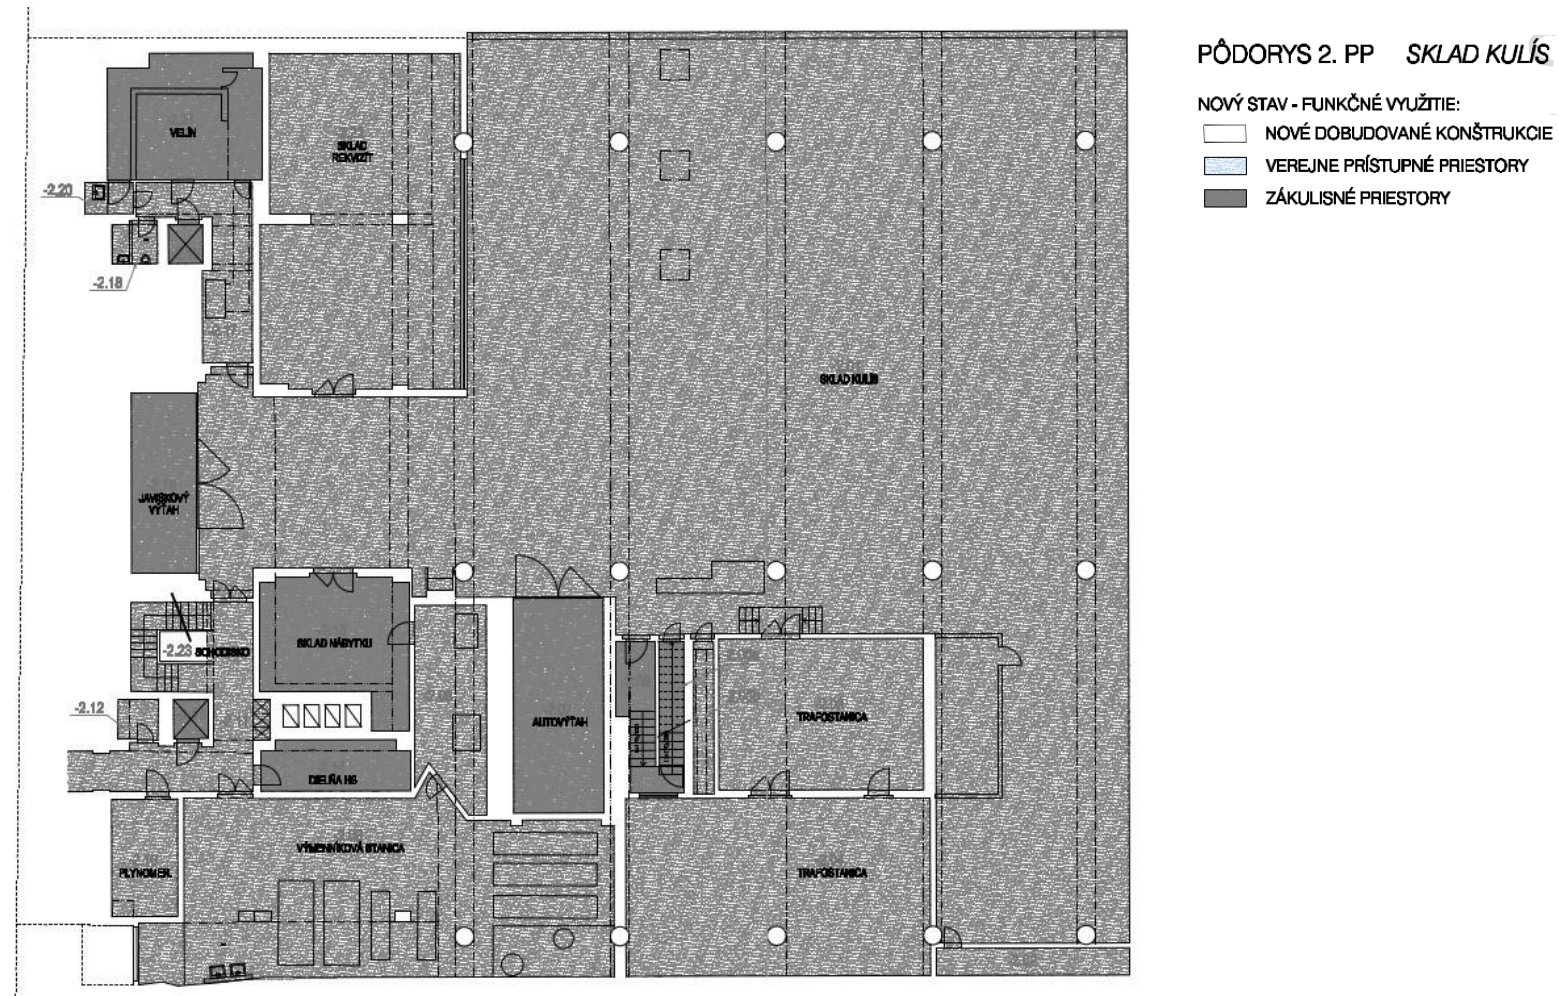 PÔDORYS 2. PP SKLAD KULÍS
NOVÝ STAV - FUNKČNÉ VYUŽITIE:
NOVÉ DOBUDOVANÉ KONŠTRUKCIE
VEREJNE PRÍSTUPNÉ PRIESTORY
ZÁKULISNÉ PRIESTORY
VELÍN
SKLAD
REKVIZÍT
-2.20
-2.18
SKLAD KULÍS
JAVISKOVÝ
VÝŤAH
-2.23 SCHODISKO
SKLAD NÁBYTKU
-2.12
AUTOVÝŤAH
TRAFOSTANICA
DIELŇA HS
VÝMENNÍKOVÁ STANICA
PLYNOMER.
TRAFOSTANICA